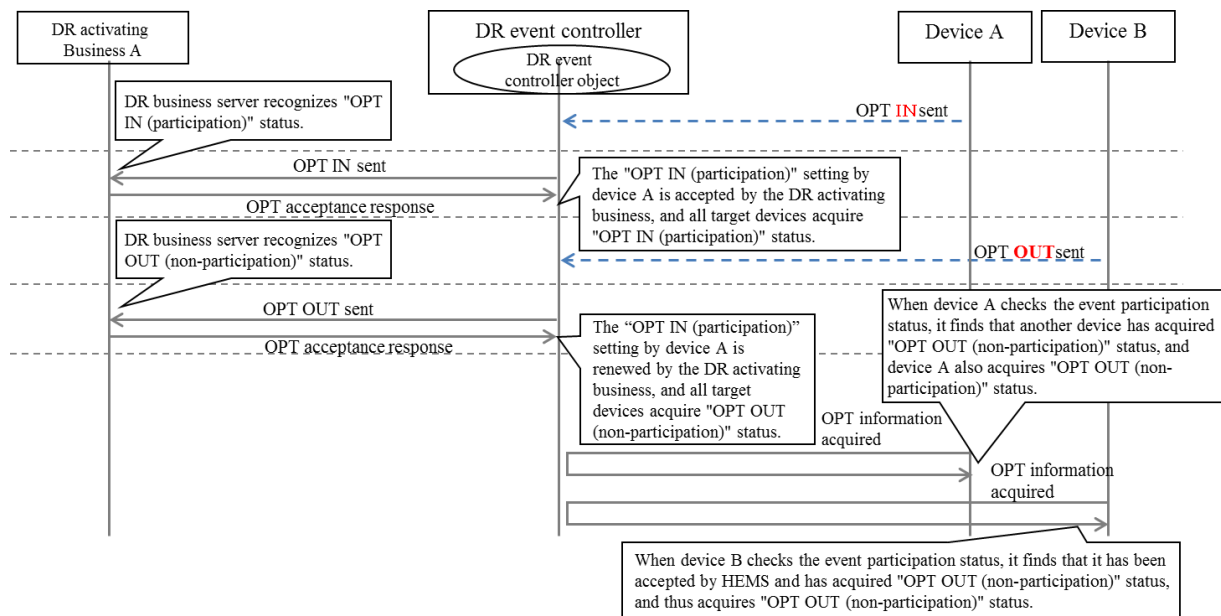 DR activating
Business A
DR event controller
DR event
controller object
Device A
Device B
DR business server recognizes "OPT
IN (participation)" status.
OPT IN sent
OPT IN sent
OPT acceptance response
The "OPT IN (participation)" setting by
device A is accepted by the DR activating
business, and all target devices acquire
"OPT IN (participation)" status.
DR business server recognizes "OPT
OUT (non-participation)" status.
OPT OUT sent
OPT OUT sent
OPT acceptance response
The “OPT IN (participation)”
setting by device A is
renewed by the DR activating
business, and all target
devices acquire "OPT OUT
(non-participation)" status.
When device A checks the event participation
status, it finds that another device has acquired
"OPT OUT (non-participation)" status, and
device A also acquires "OPT OUT (non-
participation)" status.
OPT information
acquired
OPT information
acquired
When device B checks the event participation status, it finds that it has been
accepted by HEMS and has acquired "OPT OUT (non-participation)" status,
and thus acquires "OPT OUT (non-participation)" status.